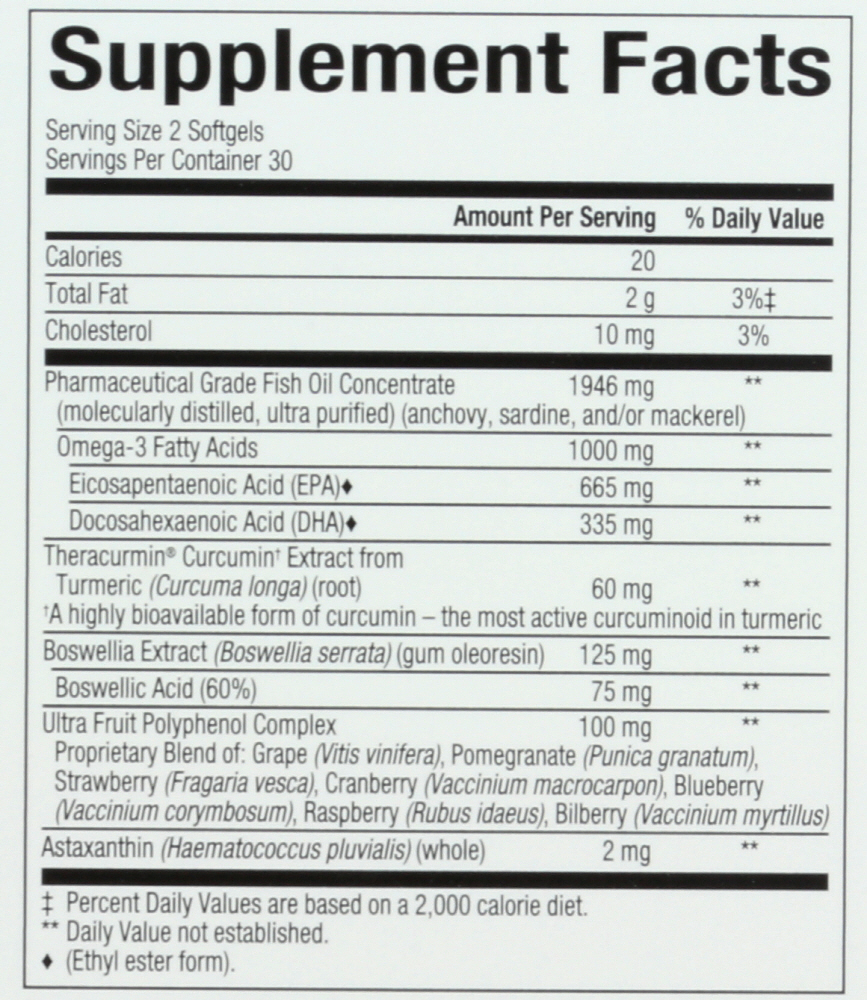 Supplement Facts
Serving Size 2 Softgels
Servings Per Container 30
Amount Per Serving % Daily Value
Calories 20
Total Fat 2 g 3%‡
Cholesterol 10 mg 3%
Pharmaceutical Grade Fish Oil Concentrate 1946 mg **
(molecularly distilled, ultra purified) (anchovy, sardine, and/or mackerel)
Omega-3 Fatty Acids 1000 mg **
Eicosapentaenoic Acid (EPA)♦ 665 mg **
Docosahexaenoic Acid (DHA)♦ 335 mg **
Theracurmin® Curcumin† Extract from
Turmeric (Curcuma longa) (root) 60 mg **
†A highly bioavailable form of curcumin – the most active curcuminoid in turmeric
Boswellia Extract (Boswellia serrata) (gum oleoresin) 125 mg **
Boswellic Acid (60%) 75 mg **
Ultra Fruit Polyphenol Complex 100 mg **
Proprietary Blend of: Grape (Vitis vinifera), Pomegranate (Punica granatum),
Strawberry (Fragaria vesca), Cranberry (Vaccinium macrocarpon), Blueberry
(Vaccinium corymbosum), Raspberry (Rubus idaeus), Bilberry (Vaccinium myrtillus)
Astaxanthin (Haematococcus pluvialis) (whole) 2 mg **
‡ Percent Daily Values are based on a 2,000 calorie diet.
** Daily Value not established.
♦ (Ethyl ester form).